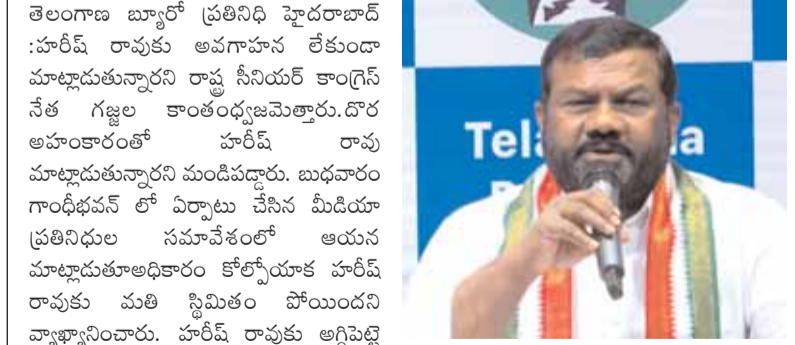 తెలంగాణ బ్యూరో ప్రతినిధి హైదరాబాద్
:హరీష్ రావుకు అవగాహన లేకుండా
మాట్లాడుతున్నారని రాష్ట్ర సీనియర్ కాంగ్రెస్
నేత గజ్జల కాంతంధ్వజమెత్తారు.దొర
అహంకారంతో హరీష్ రావు
మాట్లాడుతున్నారని మండిపడ్డారు. బుధవారం
గాంధీభవన్ లో ఏర్పాటు చేసిన మీడియా
ప్రతినిధుల సమావేశంలో ఆయన
మాట్లాడుతూఅధికారం కోల్పోయాక హరీష్
రావుకు మతి స్థిమితం పోయిందని
వ్యాఖ్యానించారు. హరీష్ రావుకు అగ్గిపెట్టె